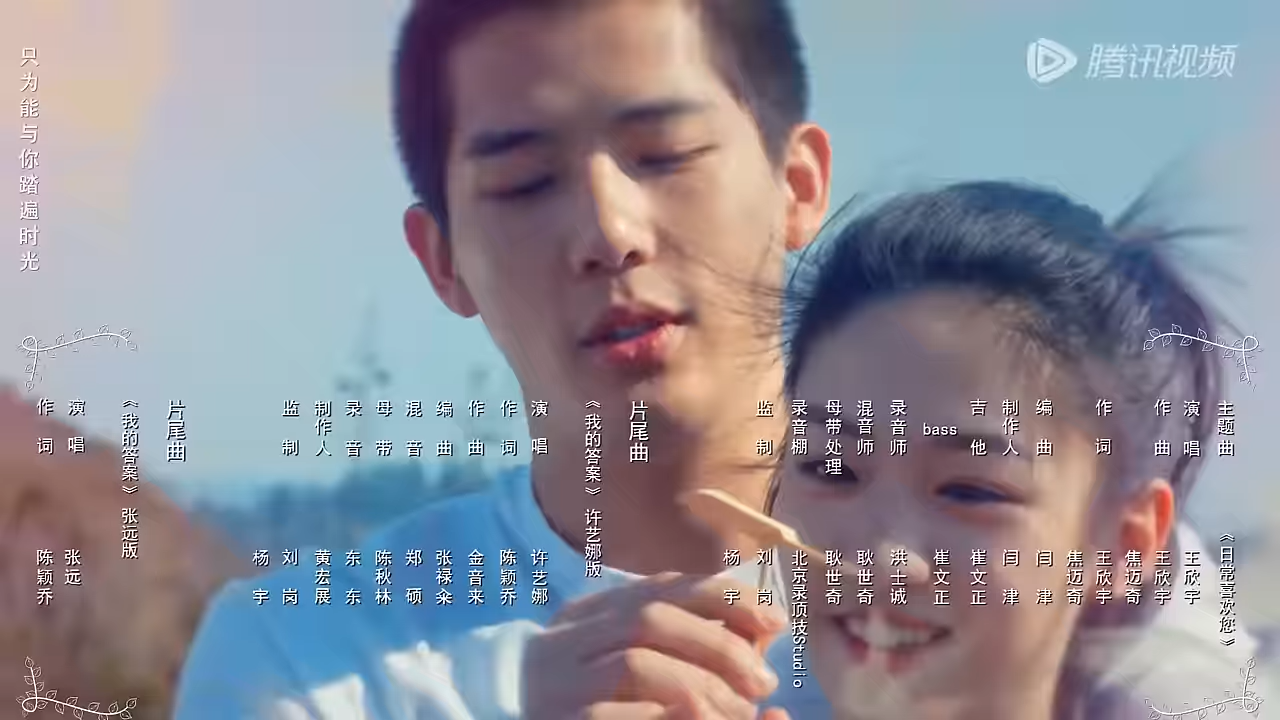 腾讯视频
主题曲
《日常喜欢您》
演唱 王欣宇
作曲 王欣宇 焦迈奇
作词 王欣宇 焦迈奇
编曲 闫津
制作人 闫津
吉他 崔文正
bass 崔文正
录音师 洪士诚
混音师 耿世奇
母带处理 耿世奇
录音棚 北京录顶技Studio
监制 刘岗 杨宇
片尾曲
《我的答案》 许艺娜版
演唱 许艺娜
作词 陈颖乔
作曲 金音来
编曲 张禄籴
混音 郑硕
母带 陈秋林
录音 东东
制作人 黄宏展
监制 刘岗 杨宇
片尾曲
《我的答案》 张远版
演唱 张远
作词 陈颖乔
只为能与你踏遍时光